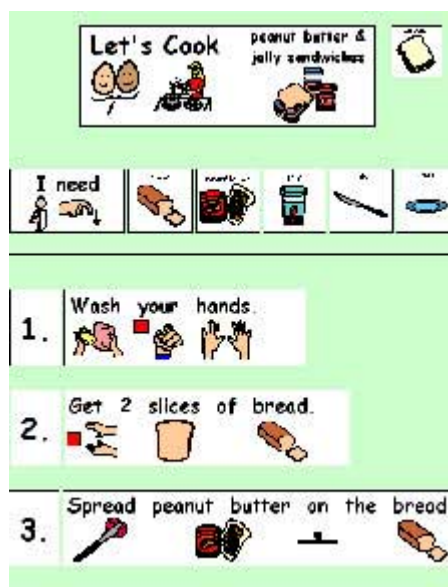 Let's Cook
peanut butter &
jelly sandwiches
I need
1. Wash your hands.
2. Get 2 slices of bread.
3. Spread peanut butter on the bread